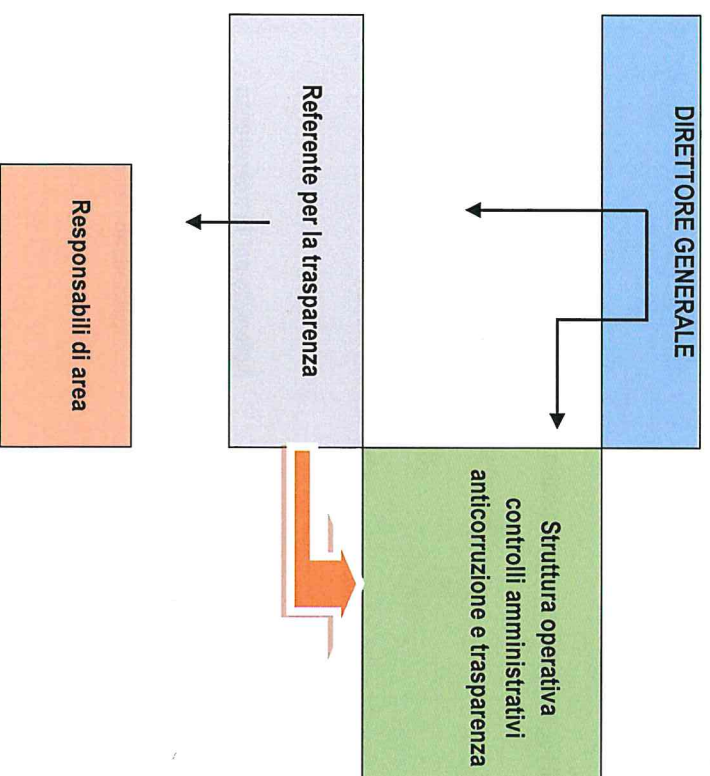 DIRETTORE GENERALE
Struttura operativa
controlli amministrativi
anticorruzione e trasparenza
Referente per la trasparenza
Responsabili di area